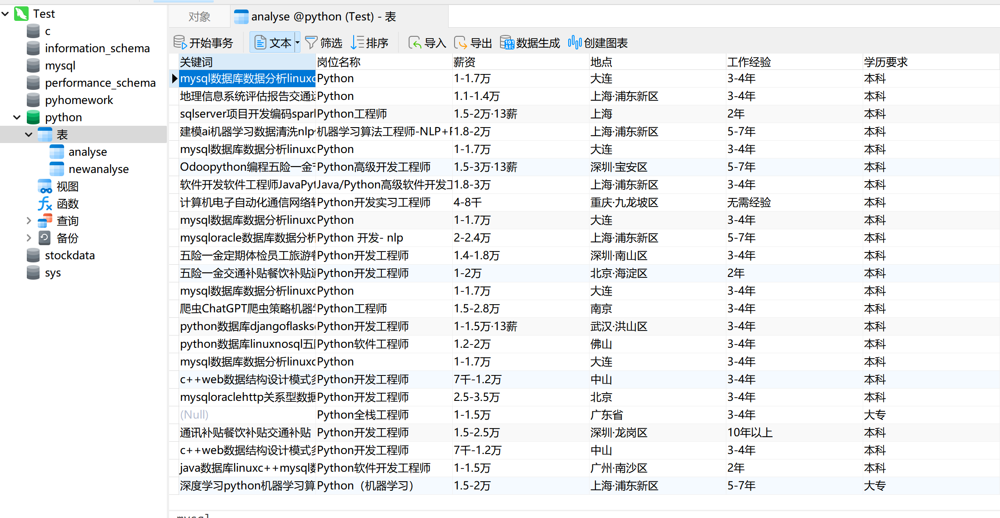 Test
c
information_schema
mysql
performance_schema
pyhomework
python
表
analyse
newanalyse
视图
函数
查询
备份
stockdata
sys
对象 analyse @python (Test) - 表
开始事务 文本 筛选 排序 导入 导出 数据生成 创建图表
关键词 岗位名称 薪资 地点 工作经验 学历要求
mysql数据库数据分析linuxc Python 1-1.7万 大连 3-4年 本科
地理信息系统评估报告交通运 Python 1.1-1.4万 上海·浦东新区 3-4年 本科
sqlserver项目开发编码spark Python工程师 1.5-2万·13薪 上海 2年 本科
建模ai机器学习数据清洗nlp 机器学习算法工程师-NLP+ 1.8-2万 上海·浦东新区 5-7年 本科
mysql数据库数据分析linuxc Python 1-1.7万 大连 3-4年 本科
Odoopython编程五险一金 Python高级开发工程师 1.5-3万·13薪 深圳·宝安区 5-7年 本科
软件开发软件工程师JavaPyt Java/Python高级软件开发工 1.8-3万 上海·浦东新区 3-4年 本科
计算机电子自动化通信网络软 Python开发实习工程师 4-8千 重庆·九龙坡区 无需经验 本科
mysql数据库数据分析linuxc Python 1-1.7万 大连 3-4年 本科
mysqloracle数据库数据分析 Python 开发- nlp 2-2.4万 上海·浦东新区 5-7年 本科
五险一金定期体检员工旅游餐 Python开发工程师 1.4-1.8万 深圳·南山区 3-4年 本科
五险一金交通补贴餐饮补贴通 Python开发工程师 1-2万 北京·海淀区 2年 本科
mysql数据库数据分析linuxc Python 1-1.7万 大连 3-4年 本科
爬虫ChatGPT爬虫策略机器学 Python工程师 1.5-2.8万 南京 3-4年 本科
python数据库djangoflask Python开发工程师 1-1.5万·13薪 武汉·洪山区 3-4年 本科
python数据库linuxnosql五 Python软件工程师 1.2-2万 佛山 3-4年 本科
mysql数据库数据分析linuxc Python 1-1.7万 大连 3-4年 本科
c++web数据结构设计模式多 Python开发工程师 7千-1.2万 中山 3-4年 本科
mysqloraclehttp关系型数据 Python开发工程师 2.5-3.5万 北京 3-4年 本科
(Null) Python全栈工程师 1-1.5万 广东省 3-4年 大专
通讯补贴餐饮补贴交通补贴 Python开发工程师 1.5-2.5万 深圳·龙岗区 10年以上 本科
c++web数据结构设计模式多 Python开发工程师 7千-1.2万 中山 3-4年 本科
java数据库linuxc++mysql数 Python软件开发工程师 1-1.5万 广州·南沙区 2年 本科
深度学习python机器学习算 Python（机器学习） 1.5-2万 上海·浦东新区 5-7年 大专